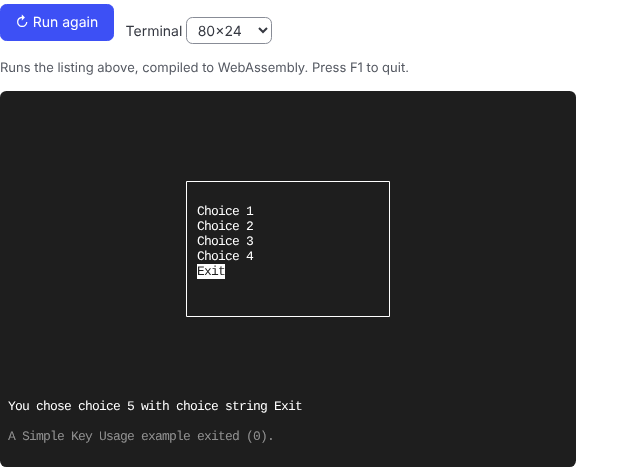 ↻ Run again
Terminal 80×24
Runs the listing above, compiled to WebAssembly. Press F1 to quit.
Choice 1
Choice 2
Choice 3
Choice 4
Exit
You chose choice 5 with choice string Exit
A Simple Key Usage example exited (0).